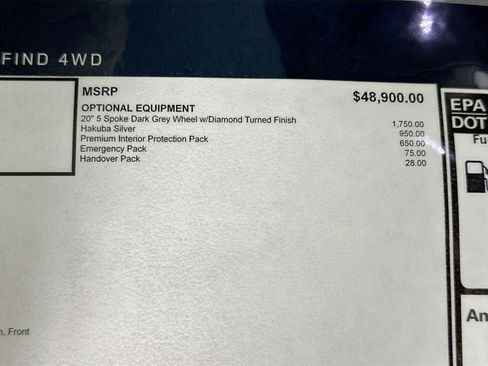 FIND 4WD
MSRP $48,900.00
OPTIONAL EQUIPMENT
20" 5 Spoke Dark Grey Wheel w/Diamond Turned Finish 1,750.00
Hakuba Silver 950.00
Premium Interior Protection Pack 650.00
Emergency Pack 75.00
Handover Pack 28.00
EPA
DOT
Fu
Am
, Front